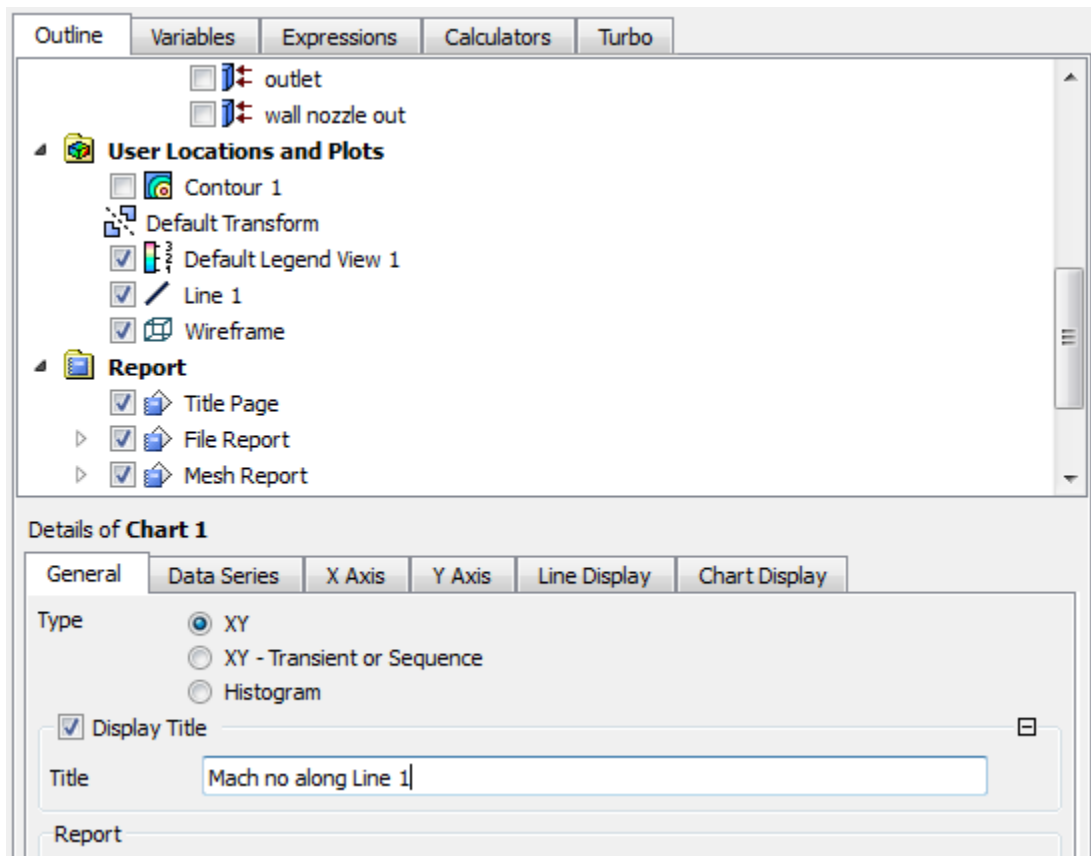 Outline Variables Expressions Calculators Turbo
outlet
wall nozzle out
User Locations and Plots
Contour 1
Default Transform
Default Legend View 1
Line 1
Wireframe
Report
Title Page
File Report
Mesh Report
Details of Chart 1
General Data Series X Axis Y Axis Line Display Chart Display
Type XY
XY - Transient or Sequence
Histogram
Display Title
Title Mach no along Line 1
Report